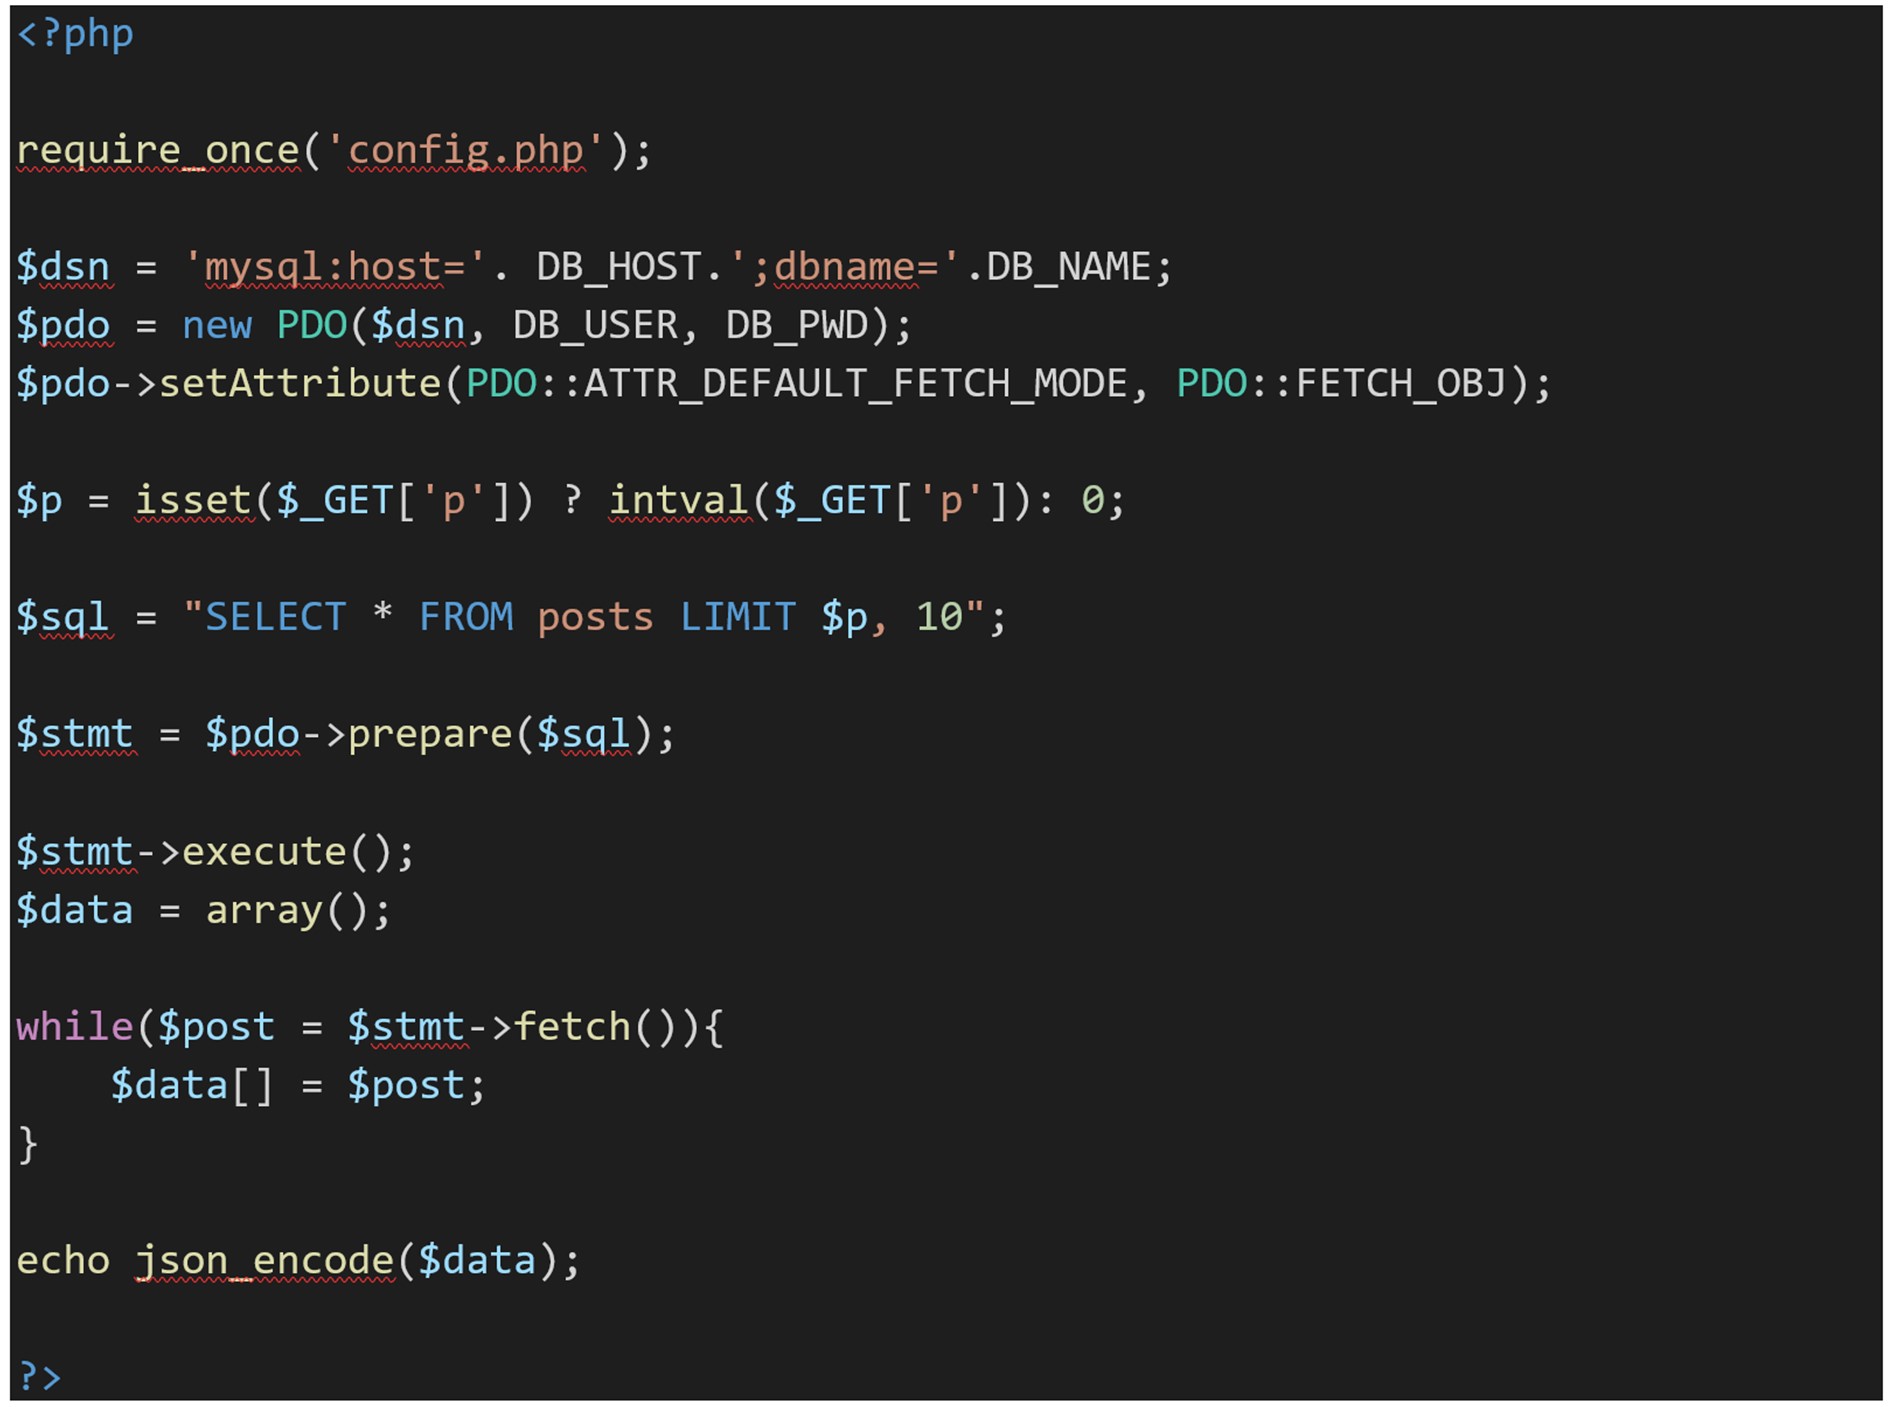 <?php
require_once('config.php');
$dsn = 'mysql:host='. DB_HOST.';dbname='.DB_NAME;
$pdo = new PDO($dsn, DB_USER, DB_PWD);
$pdo->setAttribute(PDO::ATTR_DEFAULT_FETCH_MODE, PDO::FETCH_OBJ);
$p = isset($_GET['p']) ? intval($_GET['p']): 0;
$sql = "SELECT * FROM posts LIMIT $p, 10";
$stmt = $pdo->prepare($sql);
$stmt->execute();
$data = array();
while($post = $stmt->fetch()){
    $data[] = $post;
}
echo json_encode($data);
?>